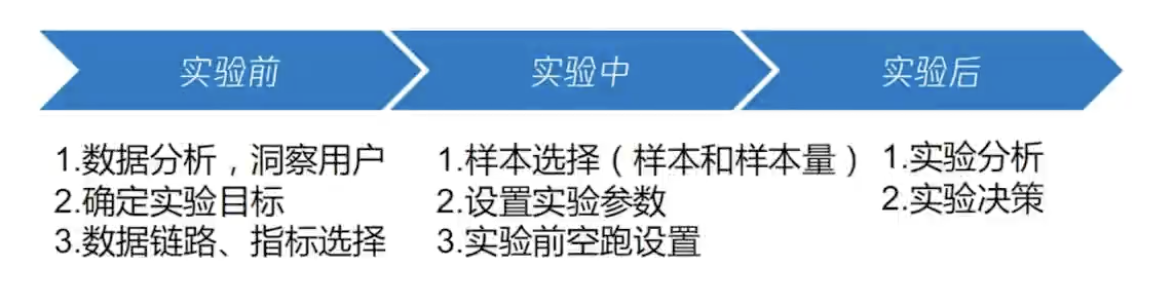 实验前
实验中
实验后
1.数据分析，洞察用户
2.确定实验目标
3.数据链路、指标选择
1.样本选择（样本和样本量）
2.设置实验参数
3.实验前空跑设置
1.实验分析
2.实验决策